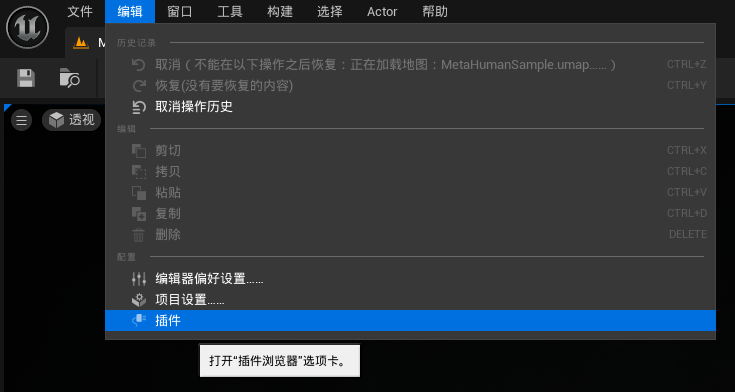 文件 编辑 窗口 工具 构建 选择 Actor 帮助
M
历史记录
取消（不能在以下操作之后恢复：正在加载地图：MetaHumanSample.umap……） CTRL+Z
恢复(没有要恢复的内容) CTRL+Y
取消操作历史
透视
编辑
剪切 CTRL+X
拷贝 CTRL+C
粘贴 CTRL+V
复制 CTRL+D
删除 DELETE
配置
编辑器偏好设置……
项目设置……
插件
打开“插件浏览器”选项卡。